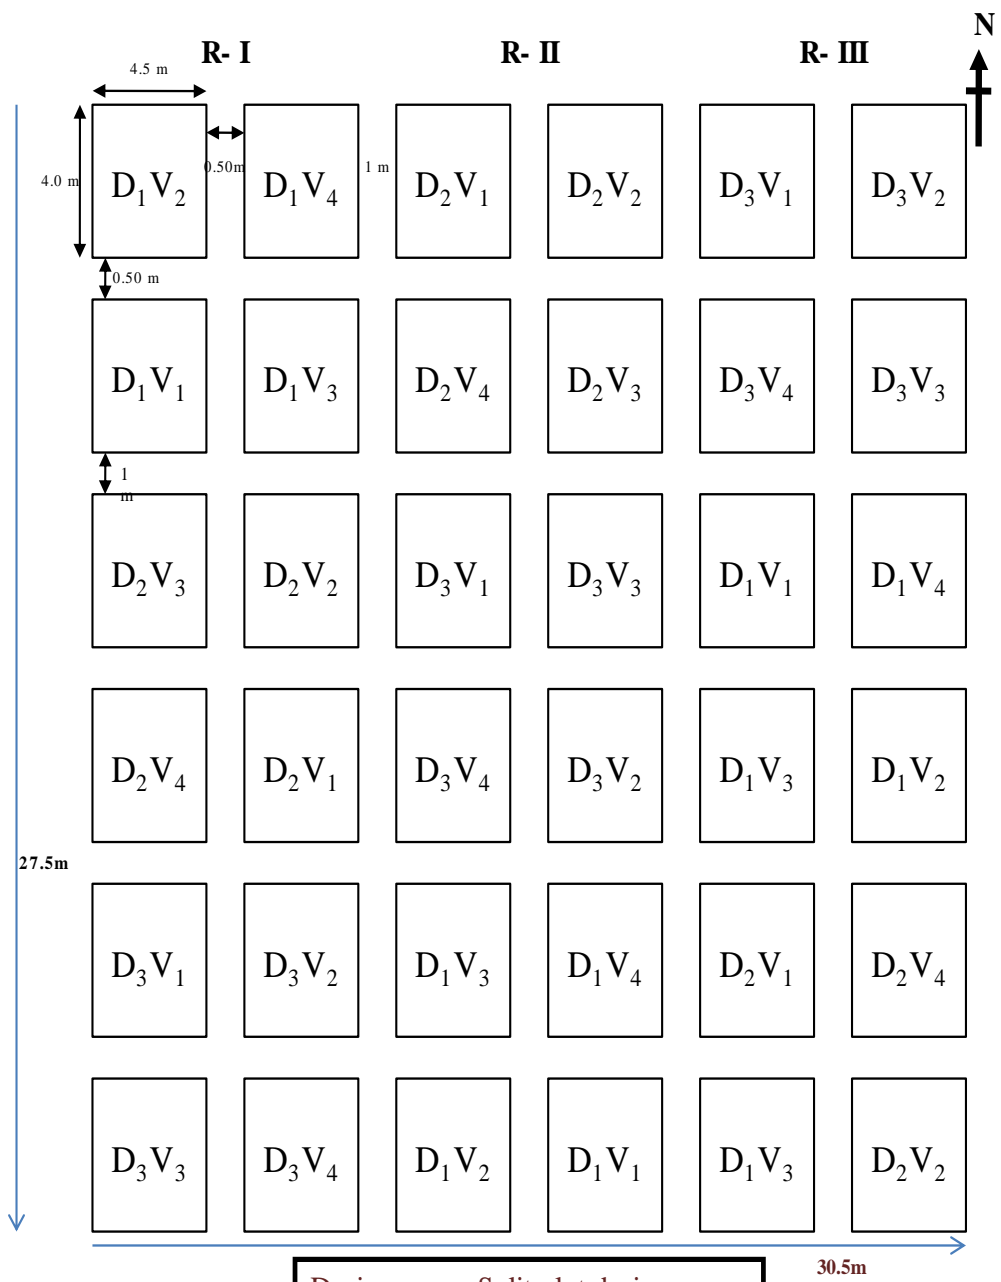 N
R- I R- II R- III
4.5 m
4.0 m
0.50m
1 m
D₁V₂ D₁V₄ D₂V₁ D₂V₂ D₃V₁ D₃V₂
0.50 m
D₁V₁ D₁V₃ D₂V₄ D₂V₃ D₃V₄ D₃V₃
1
m
D₂V₃ D₂V₂ D₃V₁ D₃V₃ D₁V₁ D₁V₄
D₂V₄ D₂V₁ D₃V₄ D₃V₂ D₁V₃ D₁V₂
27.5m
D₃V₁ D₃V₂ D₁V₃ D₁V₄ D₂V₁ D₂V₄
D₃V₃ D₃V₄ D₁V₂ D₁V₁ D₁V₃ D₂V₂
30.5m